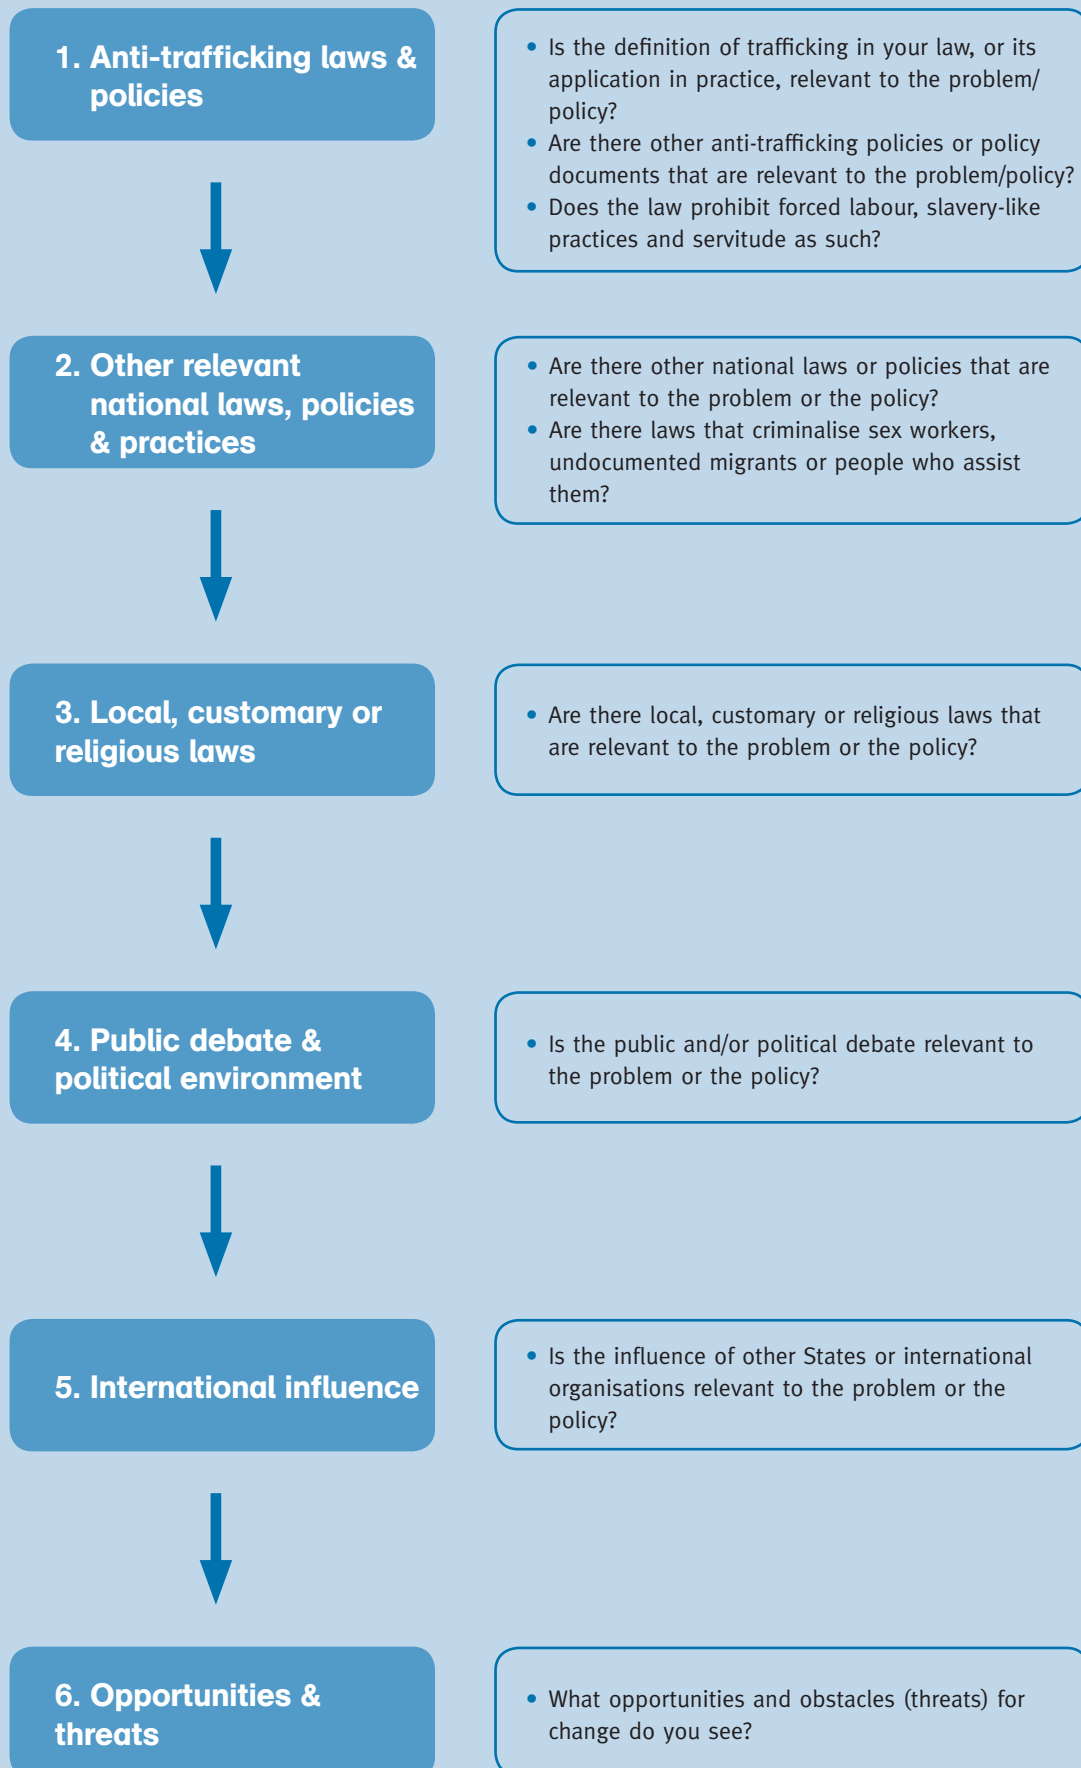 1. Anti-trafficking laws &
policies
• Is the definition of trafficking in your law, or its
application in practice, relevant to the problem/
policy?
• Are there other anti-trafficking policies or policy
documents that are relevant to the problem/policy?
• Does the law prohibit forced labour, slavery-like
practices and servitude as such?
2. Other relevant
national laws, policies
& practices
• Are there other national laws or policies that are
relevant to the problem or the policy?
• Are there laws that criminalise sex workers,
undocumented migrants or people who assist
them?
3. Local, customary or
religious laws
• Are there local, customary or religious laws that
are relevant to the problem or the policy?
4. Public debate &
political environment
• Is the public and/or political debate relevant to
the problem or the policy?
5. International influence
• Is the influence of other States or international
organisations relevant to the problem or the
policy?
6. Opportunities &
threats
• What opportunities and obstacles (threats) for
change do you see?